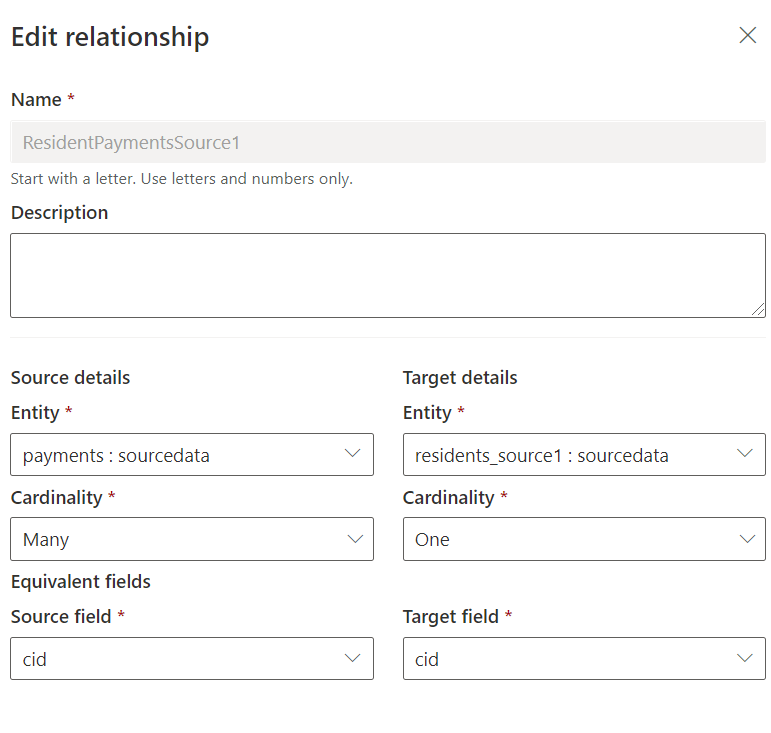 Edit relationship
Name *
ResidentPaymentsSource1
Start with a letter. Use letters and numbers only.
Description
Source details
Target details
Entity *
Entity *
payments : sourcedata
residents_source1 : sourcedata
Cardinality *
Cardinality *
Many
One
Equivalent fields
Source field *
Target field *
cid
cid